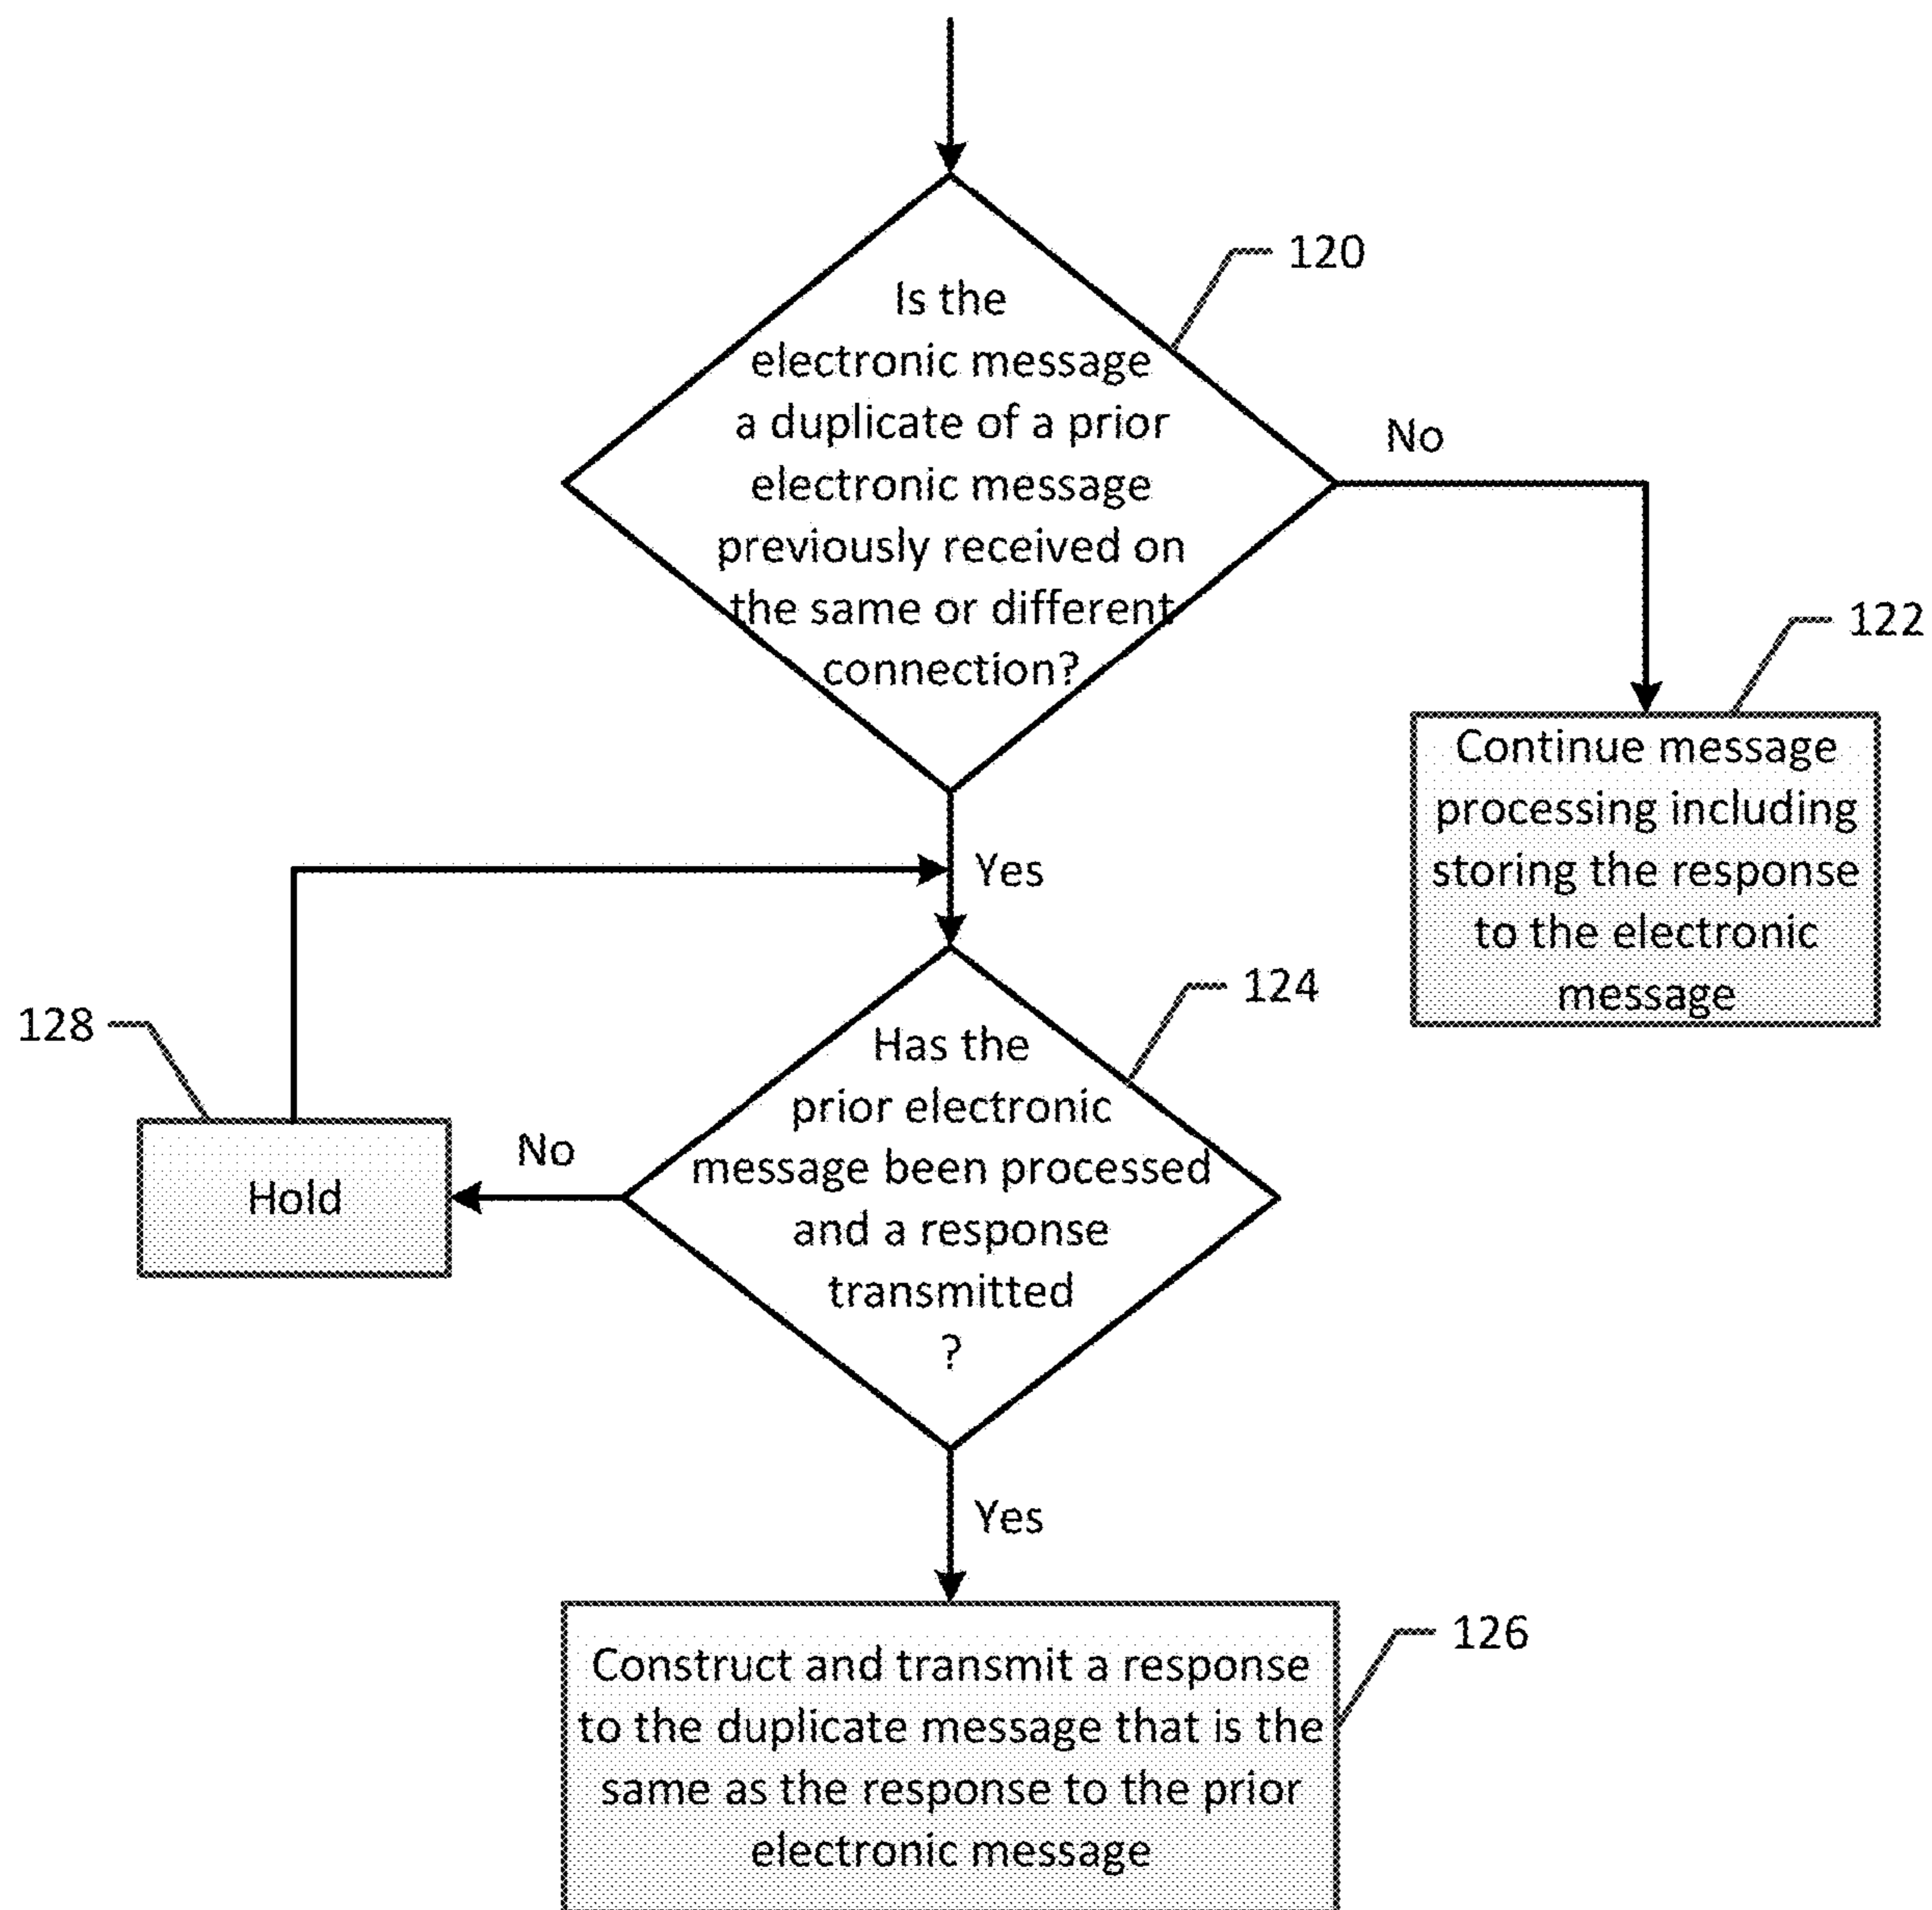 Is the
electronic message
a duplicate of a prior
electronic message
previously received on
the same or different
connection?
120
No
122
Continue message
processing including
storing the response
to the electronic
message
Yes
124
Has the
prior electronic
message been processed
and a response
transmitted
?
No
128
Hold
Yes
126
Construct and transmit a response
to the duplicate message that is the
same as the response to the prior
electronic message